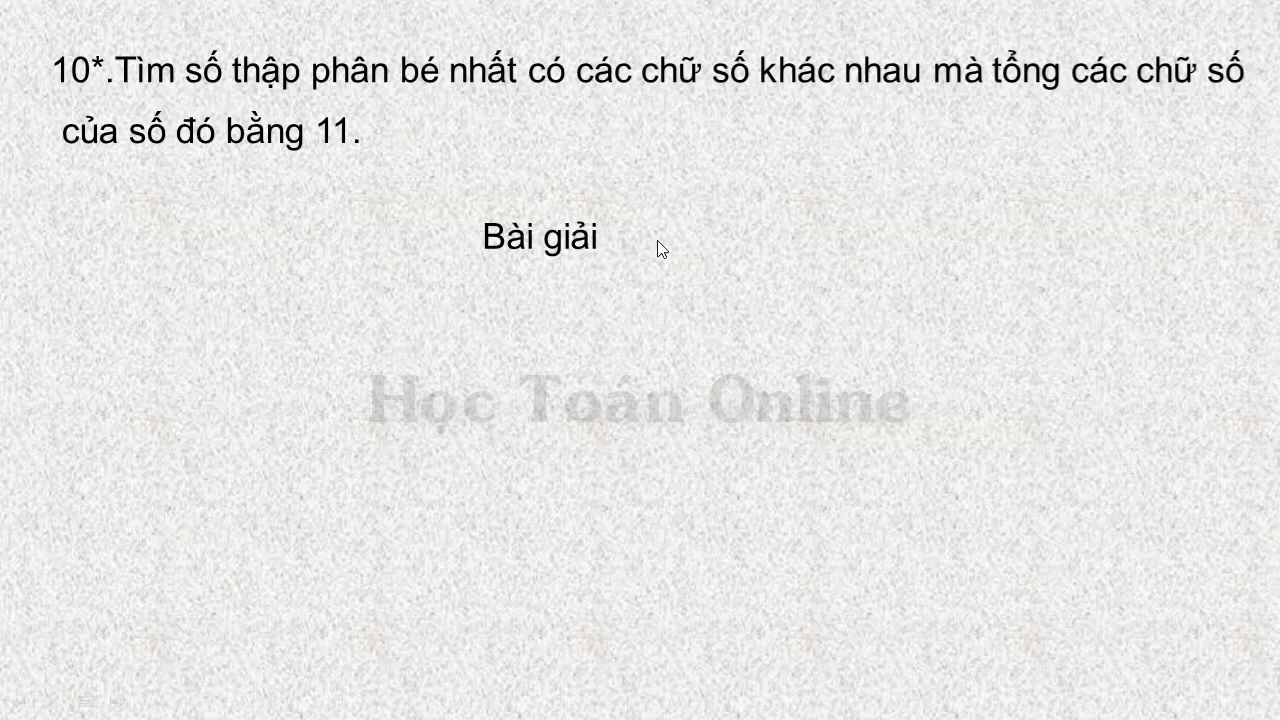 10*.Tìm số thập phân bé nhất có các chữ số khác nhau mà tổng các chữ số
của số đó bằng 11.
Bài giải
Học Toán Online